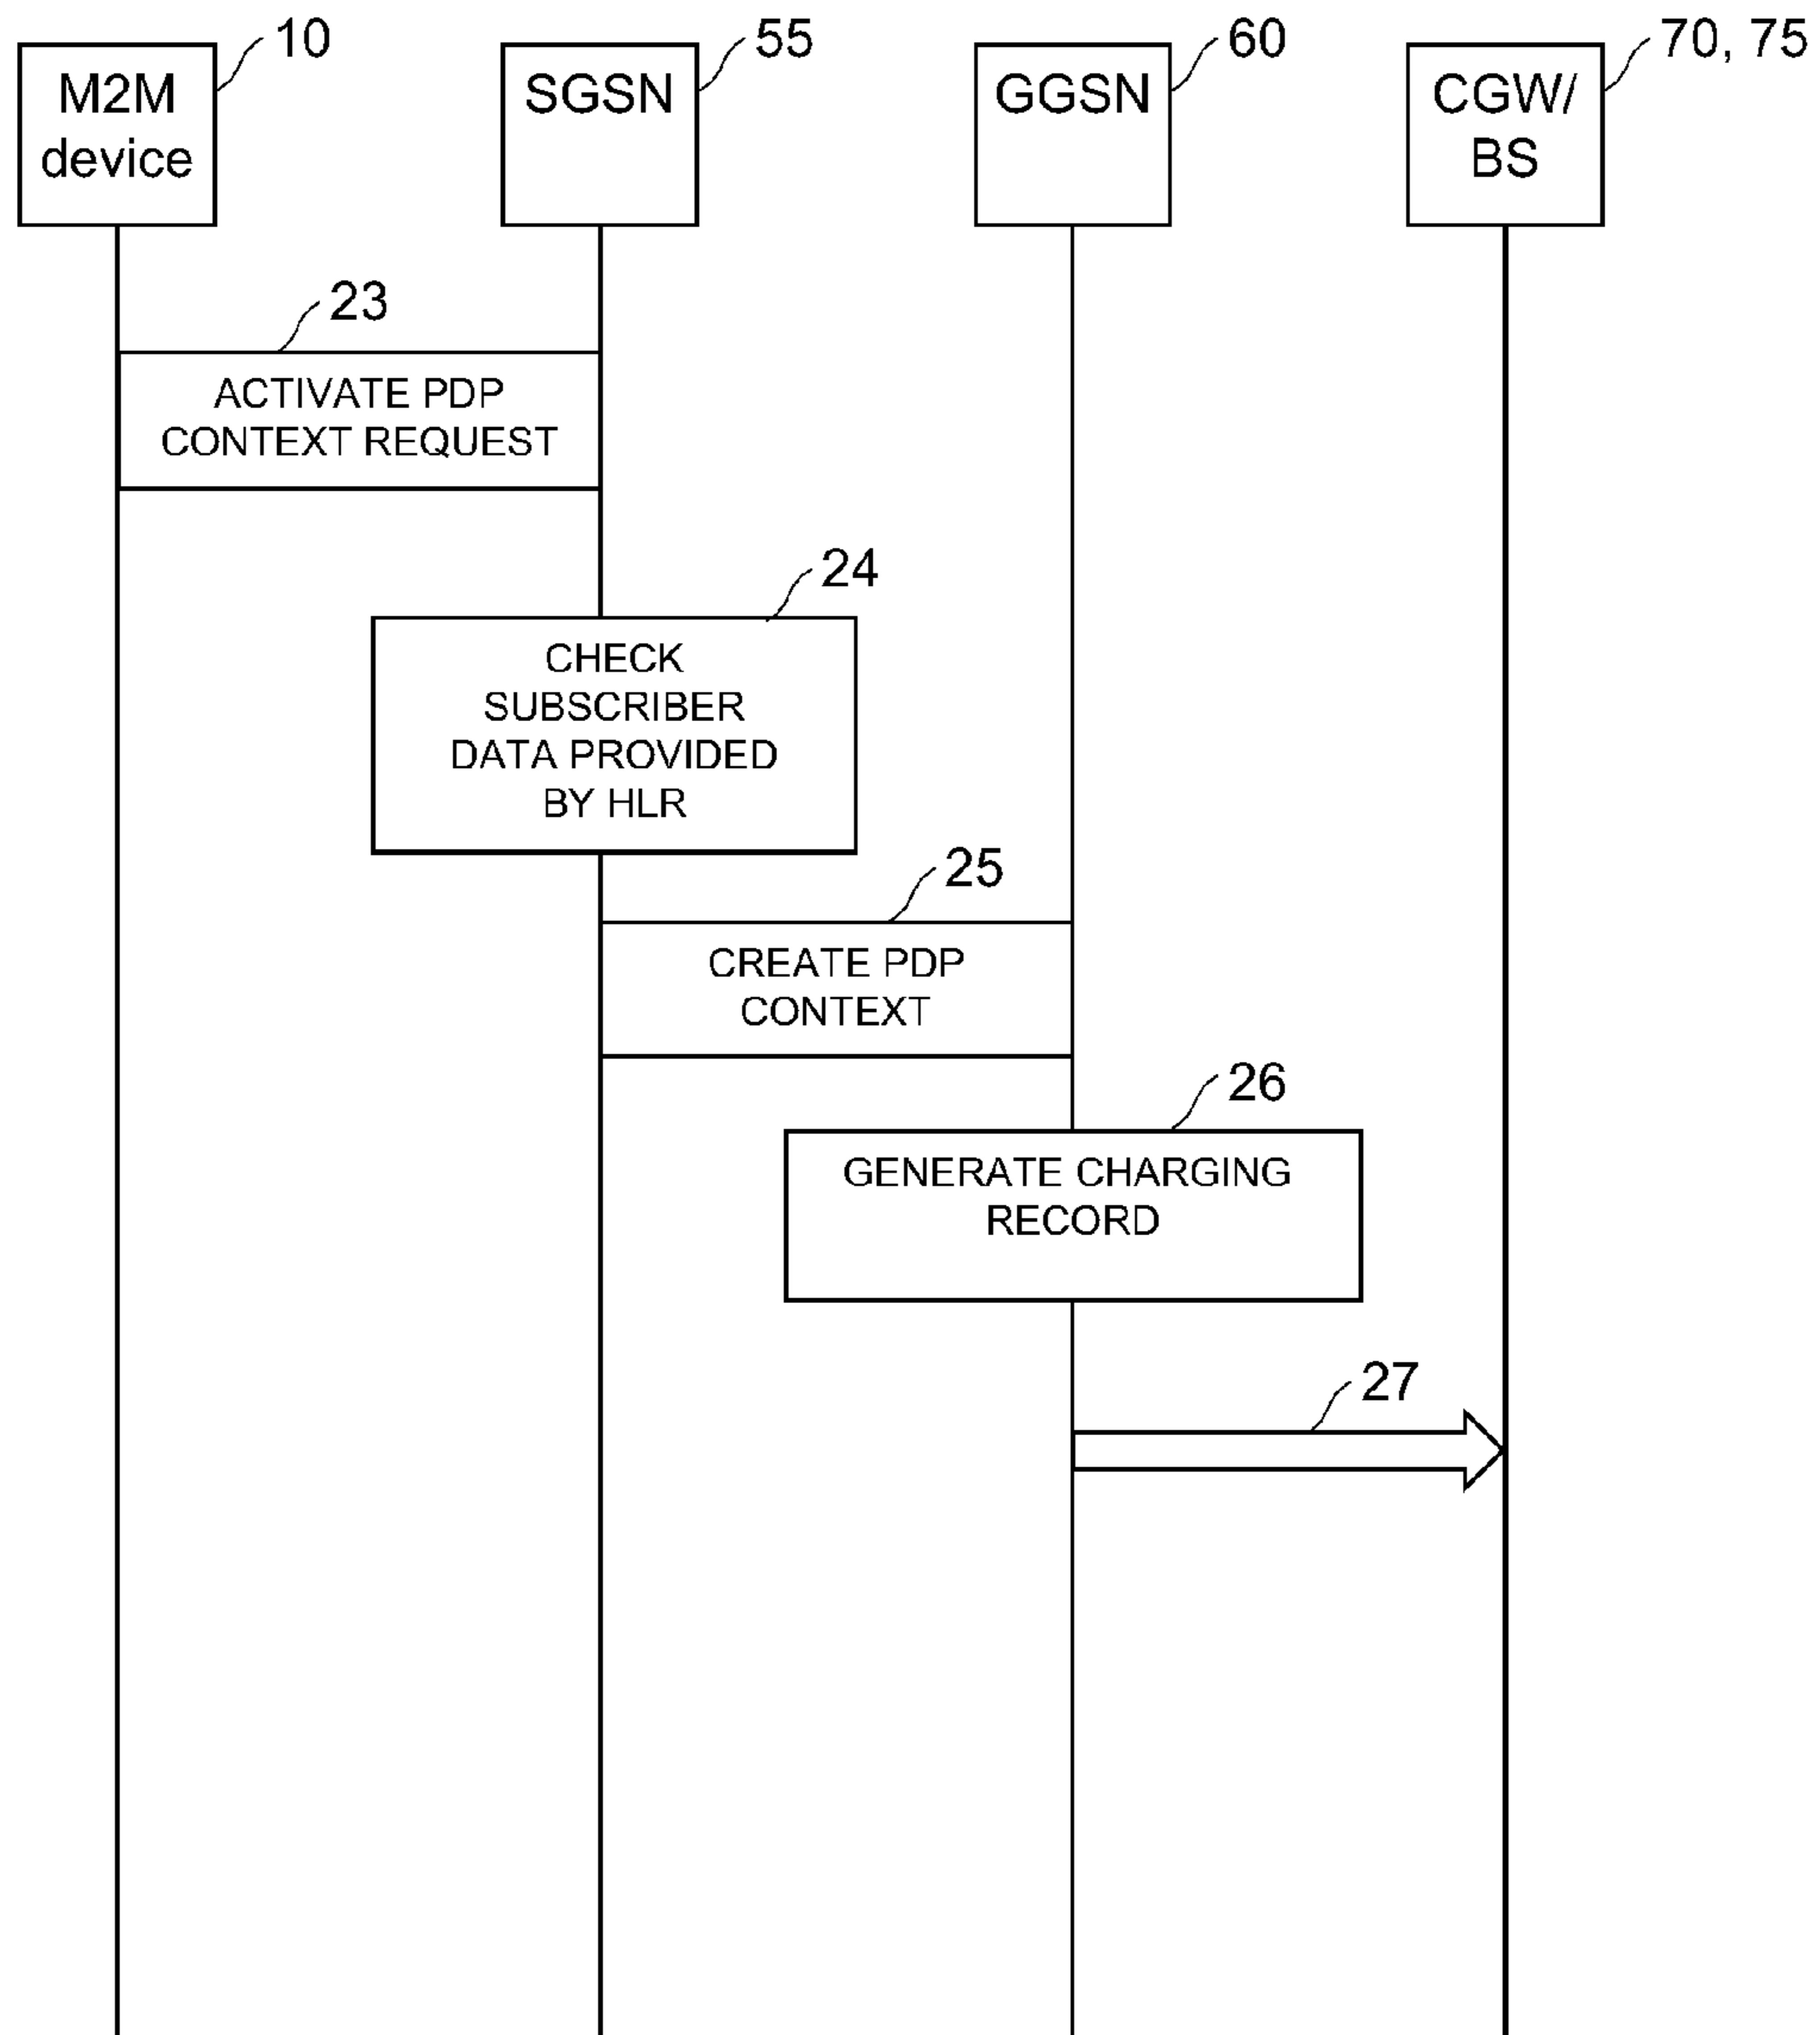 10
55
60
70, 75
M2M
device
SGSN
GGSN
CGW/
BS
23
ACTIVATE PDP
CONTEXT REQUEST
24
CHECK
SUBSCRIBER
DATA PROVIDED
BY HLR
25
CREATE PDP
CONTEXT
26
GENERATE CHARGING
RECORD
27